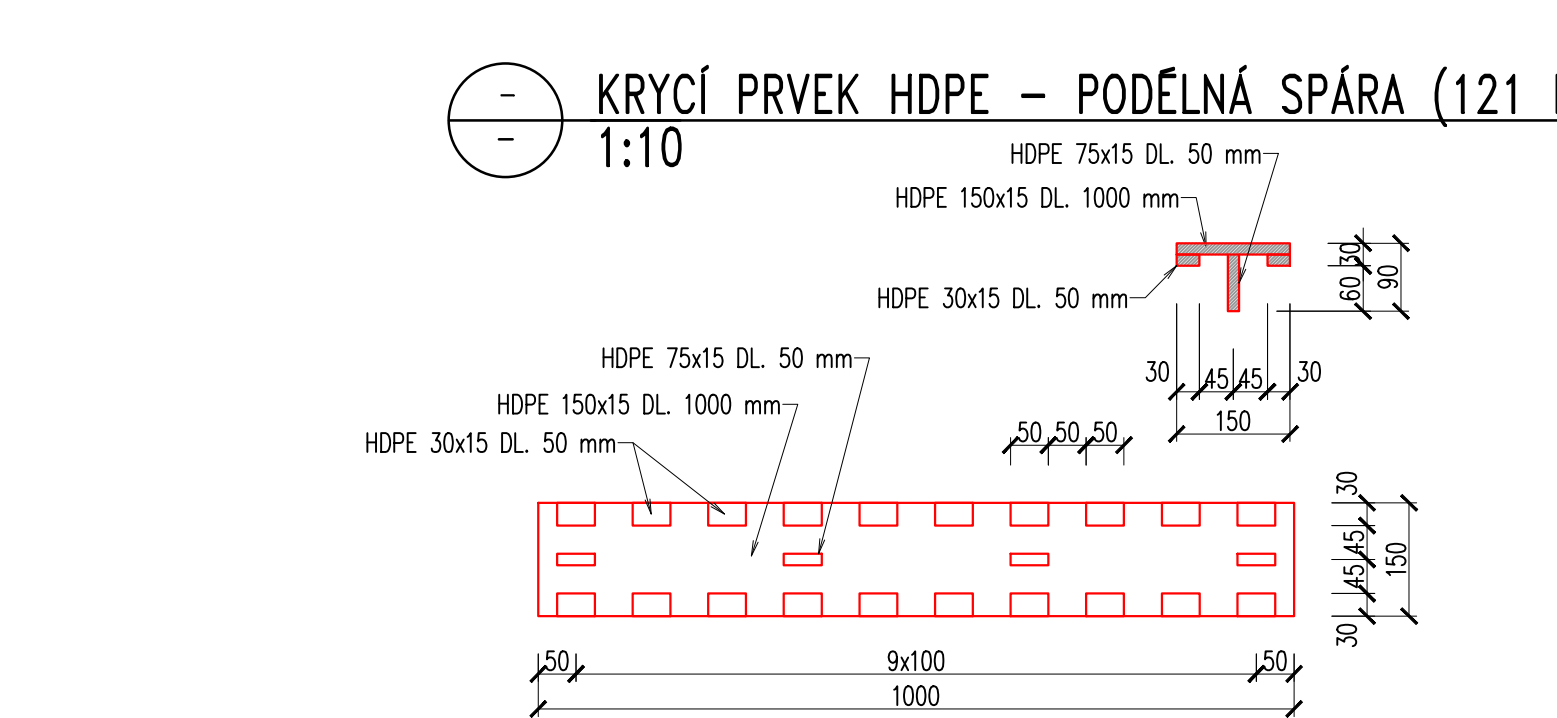 -
-
KRYCÍ PRVEK HDPE – PODÉLNÁ SPÁRA (121
1:10
HDPE 75x15 DL. 50 mm
HDPE 150x15 DL. 1000 mm
HDPE 30x15 DL. 50 mm
30
60
90
30
45
45
30
150
HDPE 75x15 DL. 50 mm
HDPE 150x15 DL. 1000 mm
HDPE 30x15 DL. 50 mm
50 50 50
30
45
45
30
150
50
9x100
50
1000